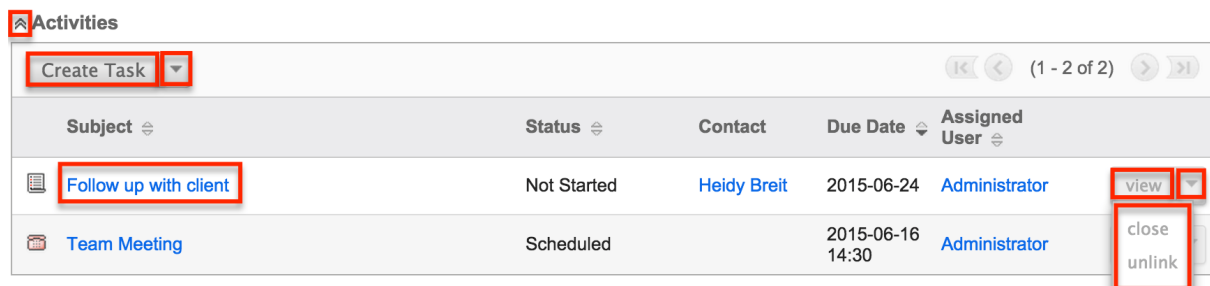 Activities
Create Task
(1 - 2 of 2)
Subject Status Contact Due Date Assigned User
Follow up with client Not Started Heidy Breit 2015-06-24 Administrator view
Team Meeting Scheduled 2015-06-16 14:30 Administrator
close
unlink